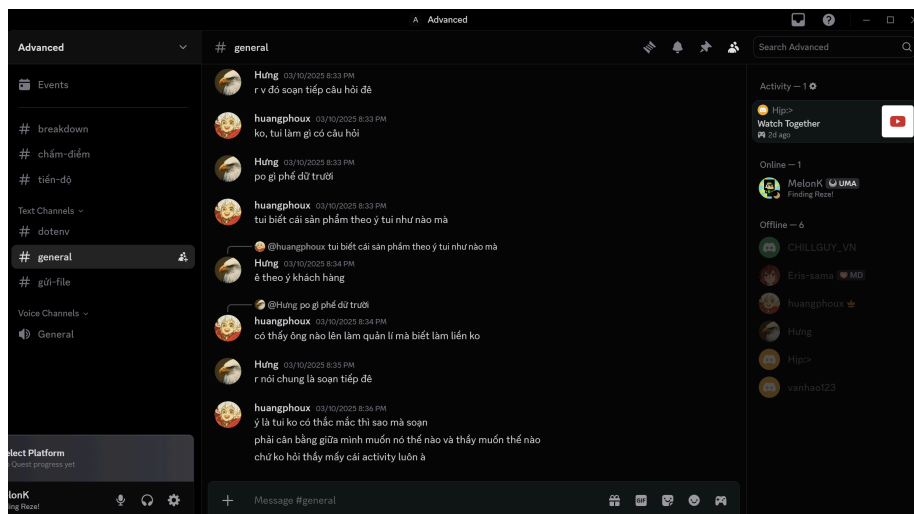 A Advanced
Advanced
# general
Search Advanced
Events
# breakdown
# chấm-điểm
# tiến-độ
Text Channels
# dotenv
# general
# gửi-file
Voice Channels
General
elect Platform
Quest progress yet
lonK
ing Reze!
Hưng 03/10/2025 8:33 PM
r v đó soạn tiếp câu hỏi đê
huangphoux 03/10/2025 8:33 PM
ko, tui làm gì có câu hỏi
Hưng 03/10/2025 8:33 PM
po gì phế dữ trười
huangphoux 03/10/2025 8:33 PM
tui biết cái sản phẩm theo ý tui như nào mà
@huangphoux tui biết cái sản phẩm theo ý tui như nào mà
Hưng 03/10/2025 8:34 PM
ê theo ý khách hàng
@Hưng po gì phế dữ trười
huangphoux 03/10/2025 8:34 PM
có thấy ông nào lên làm quản lí mà biết làm liền ko
Hưng 03/10/2025 8:35 PM
r nói chung là soạn tiếp đê
huangphoux 03/10/2025 8:36 PM
ý là tui ko có thắc mắc thì sao mà soạn
phải cân bằng giữa mình muốn nó thế nào và thầy muốn thế nào
chứ ko hỏi thầy mấy cái activity luôn à
Message #general
GIF
Activity — 1
Hip:>
Watch Together
2d ago
Online — 1
MelonK UMA
Finding Reze!
Offline — 6
CHILLGUY_VN
Eris-sama MD
huangphoux
Hưng
Hip:>
vanhao123